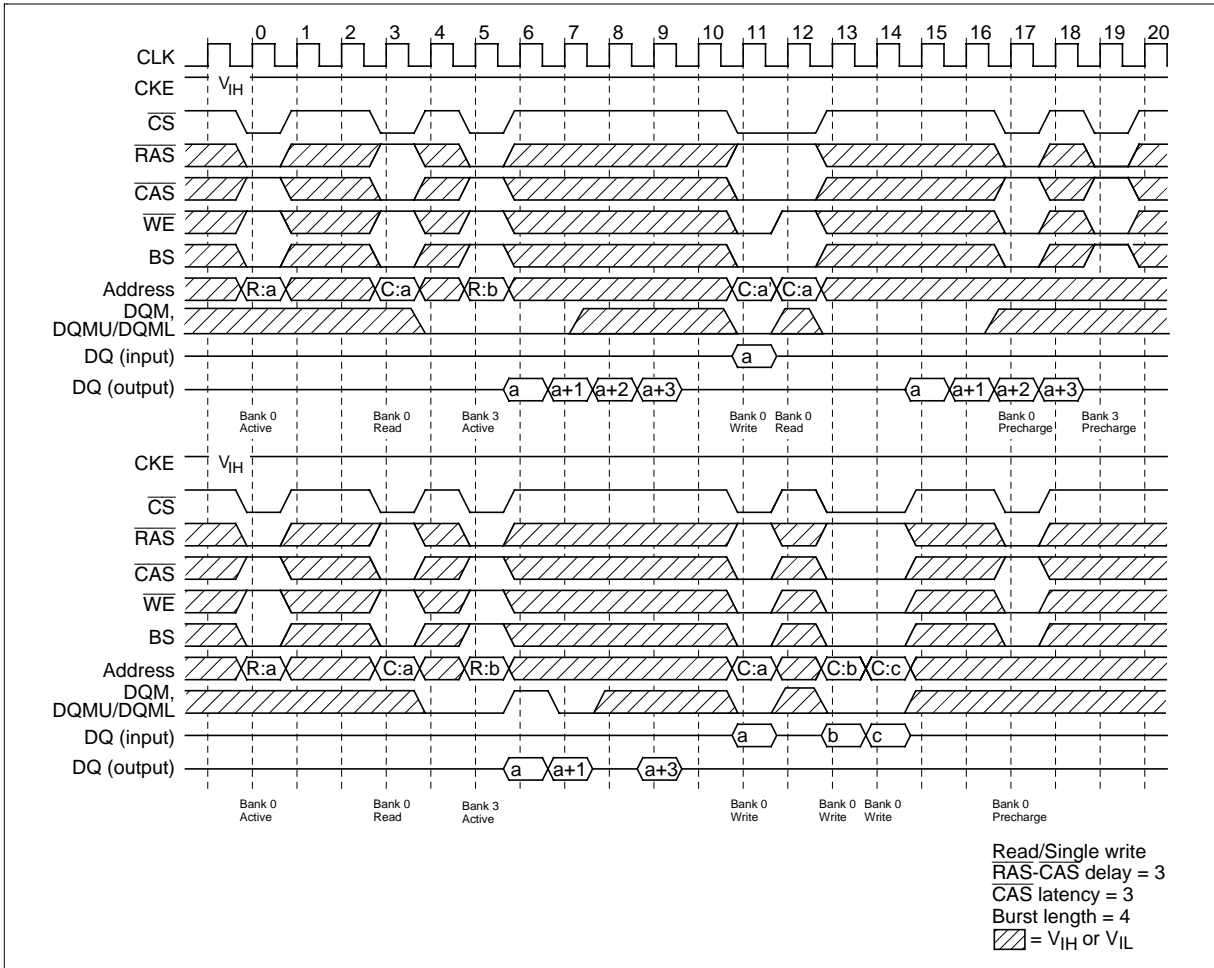 0 1 2 3 4 5 6 7 8 9 10 11 12 13 14 15 16 17 18 19 20
CLK
CKE VIH
CS
RAS
CAS
WE
BS
Address R:a C:a R:b C:a' C:a
DQM,
DQMU/DQML
DQ (input) a
DQ (output) a a+1 a+2 a+3 a a+1 a+2 a+3
Bank 0 Bank 0 Bank 3 Bank 0 Bank 0 Bank 0 Bank 3
Active Read Active Write Read Precharge Precharge
CKE VIH
CS
RAS
CAS
WE
BS
Address R:a C:a R:b C:a C:b C:c
DQM,
DQMU/DQML
DQ (input) a b c
DQ (output) a a+1 a+3
Bank 0 Bank 0 Bank 3 Bank 0 Bank 0 Bank 0 Bank 0
Active Read Active Write Write Write Precharge
Read/Single write
RAS-CAS delay = 3
CAS latency = 3
Burst length = 4
= VIH or VIL